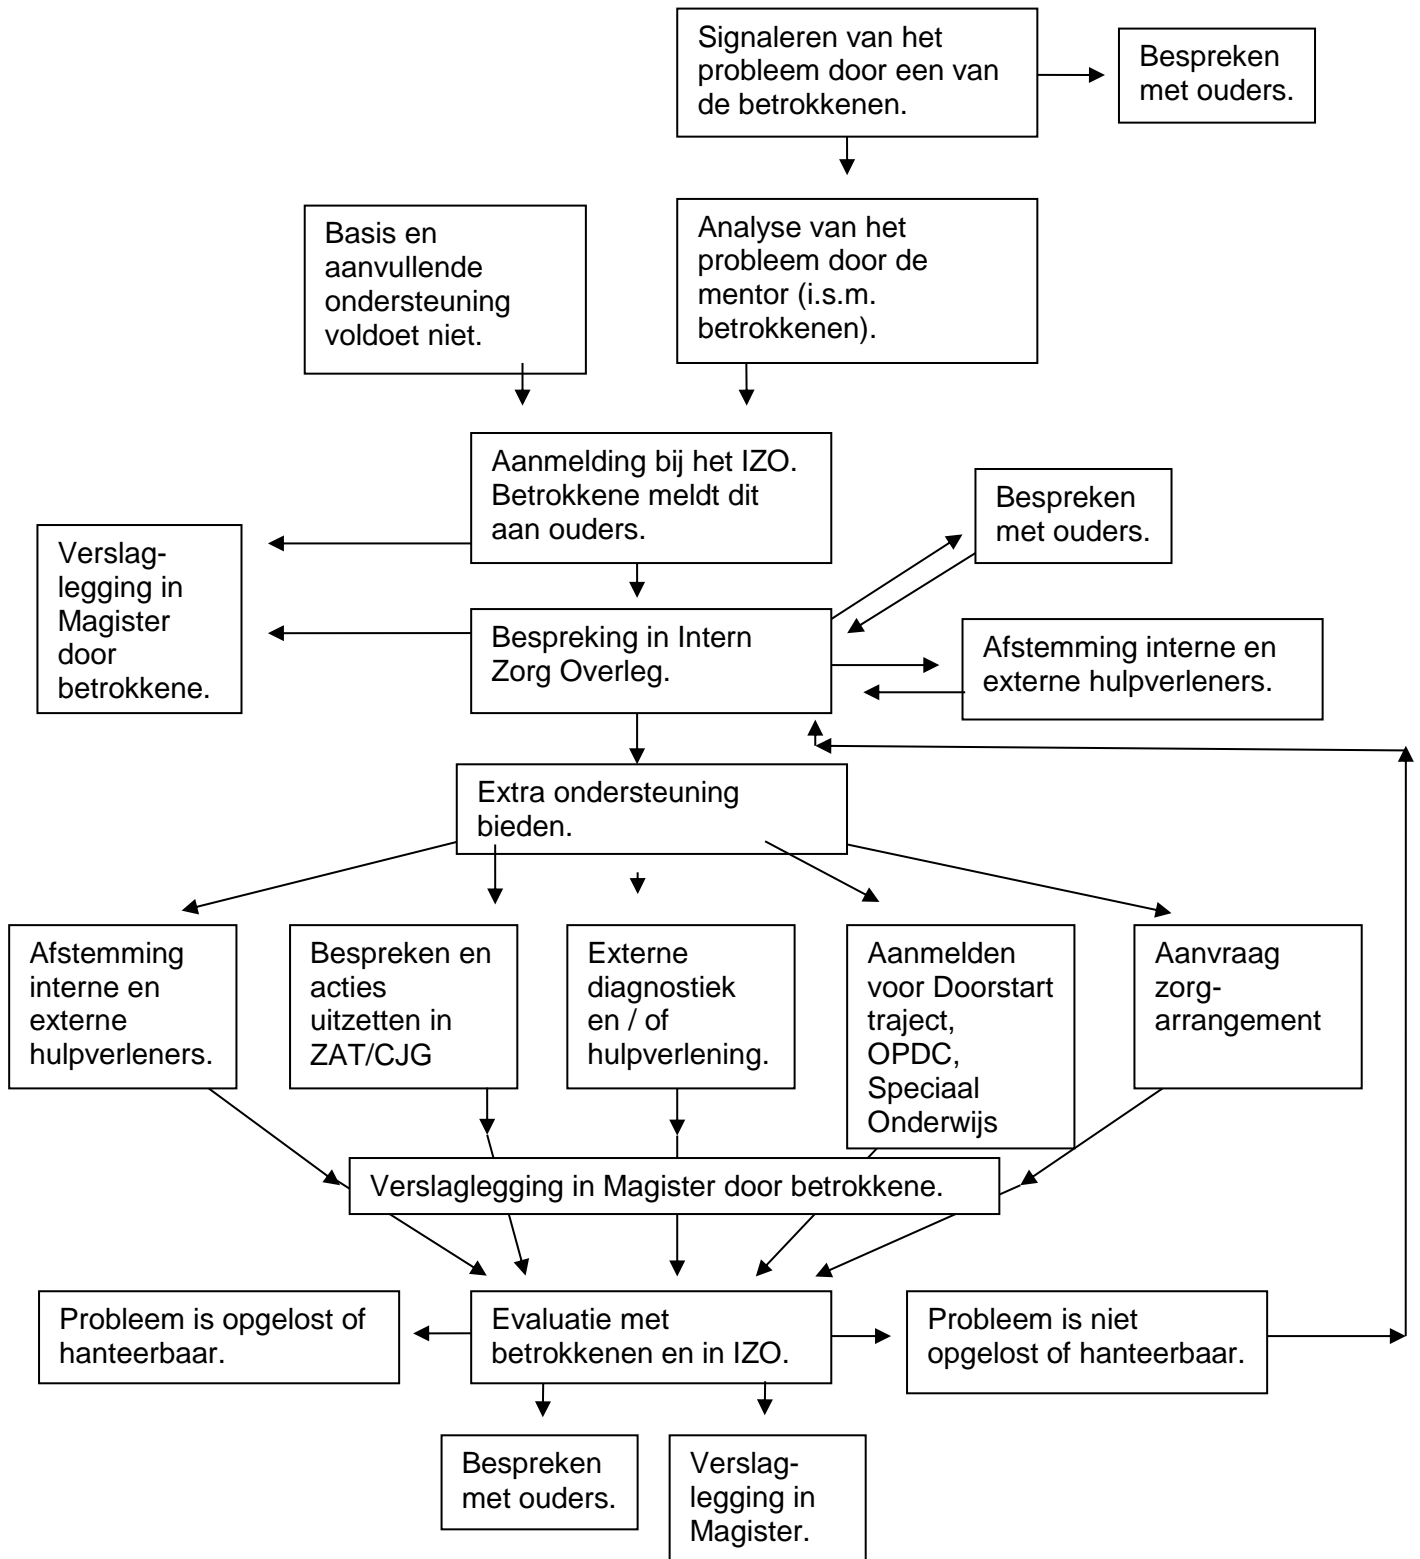 Signaleren van het
probleem door een van
de betrokkenen.
Bespreken
met ouders.
Basis en
aanvullende
ondersteuning
voldoet niet.
Analyse van het
probleem door de
mentor (i.s.m.
betrokkenen).
Aanmelding bij het IZO.
Betrokkene meldt dit
aan ouders.
Bespreken
met ouders.
Verslag-
legging in
Magister
door
betrokkene.
Bespreking in Intern
Zorg Overleg.
Afstemming interne en
externe hulpverleners.
Extra ondersteuning
bieden.
Afstemming
interne en
externe
hulpverleners.
Bespreken en
acties
uitzetten in
ZAT/CJG
Externe
diagnostiek
en / of
hulpverlening.
Aanmelden
voor Doorstart
traject,
OPDC,
Speciaal
Onderwijs
Aanvraag
zorg-
arrangement
Verslaglegging in Magister door betrokkene.
Probleem is opgelost of
hanteerbaar.
Evaluatie met
betrokkenen en in IZO.
Probleem is niet
opgelost of hanteerbaar.
Bespreken
met ouders.
Verslag-
legging in
Magister.